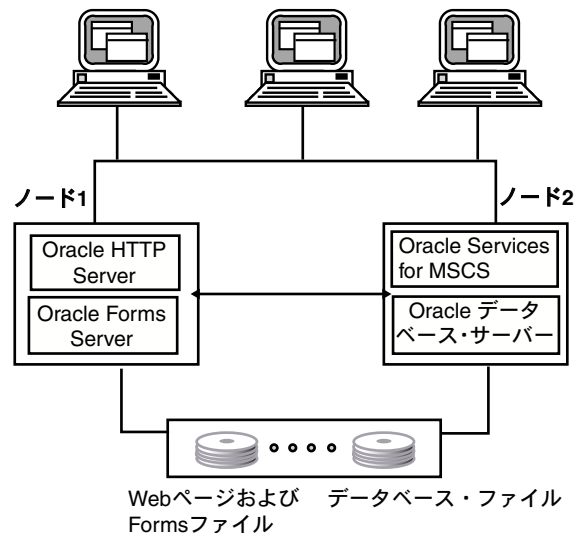 ノード1
ノード2
Oracle HTTP
Server
Oracle Forms
Server
Oracle Services
for MSCS
Oracle データ
ベース・サーバー
Webページおよび
Formsファイル
データベース・ファイル